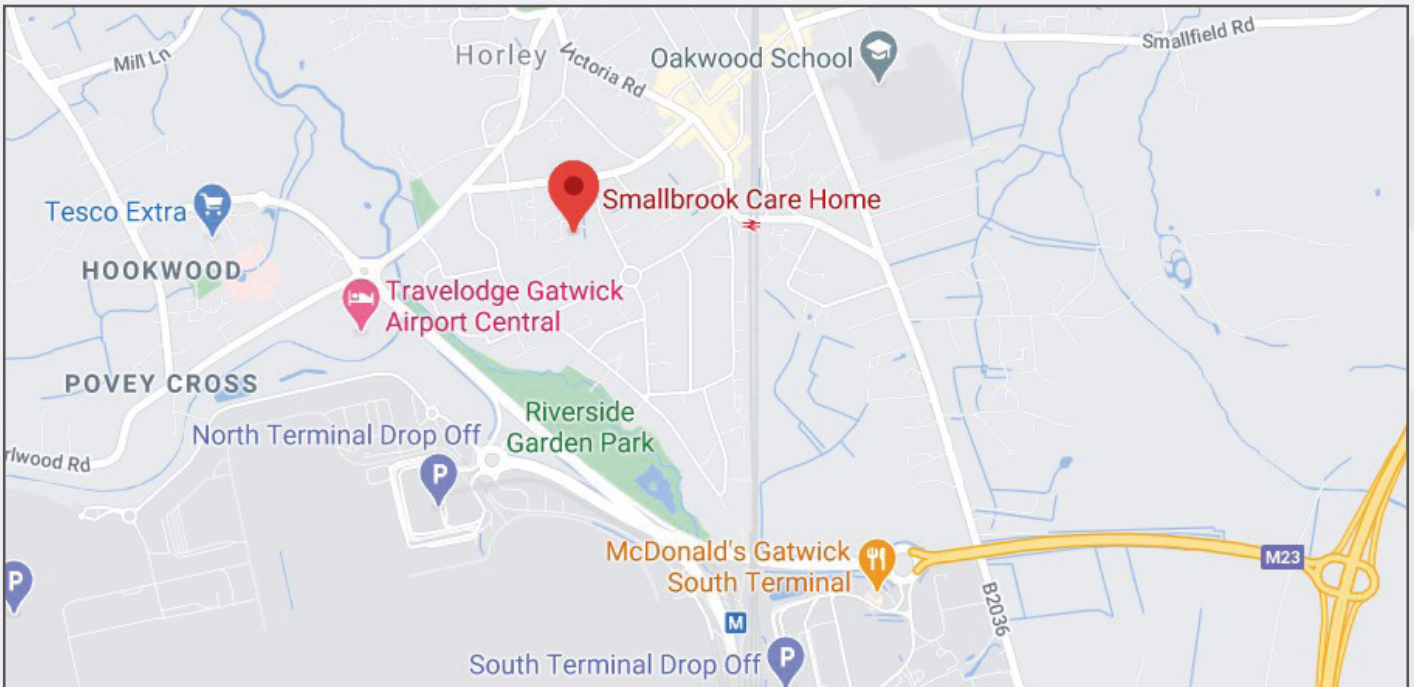 Mill Ln
Horley
Victoria Rd
Oakwood School
Smallfield Rd
Tesco Extra
Smallbrook Care Home
HOOKWOOD
Travelodge Gatwick
Airport Central
POVEY CROSS
North Terminal Drop Off
Riverside
Garden Park
rlwood Rd
P
P
McDonald's Gatwick
South Terminal
M23
B2036
M
South Terminal Drop Off
P